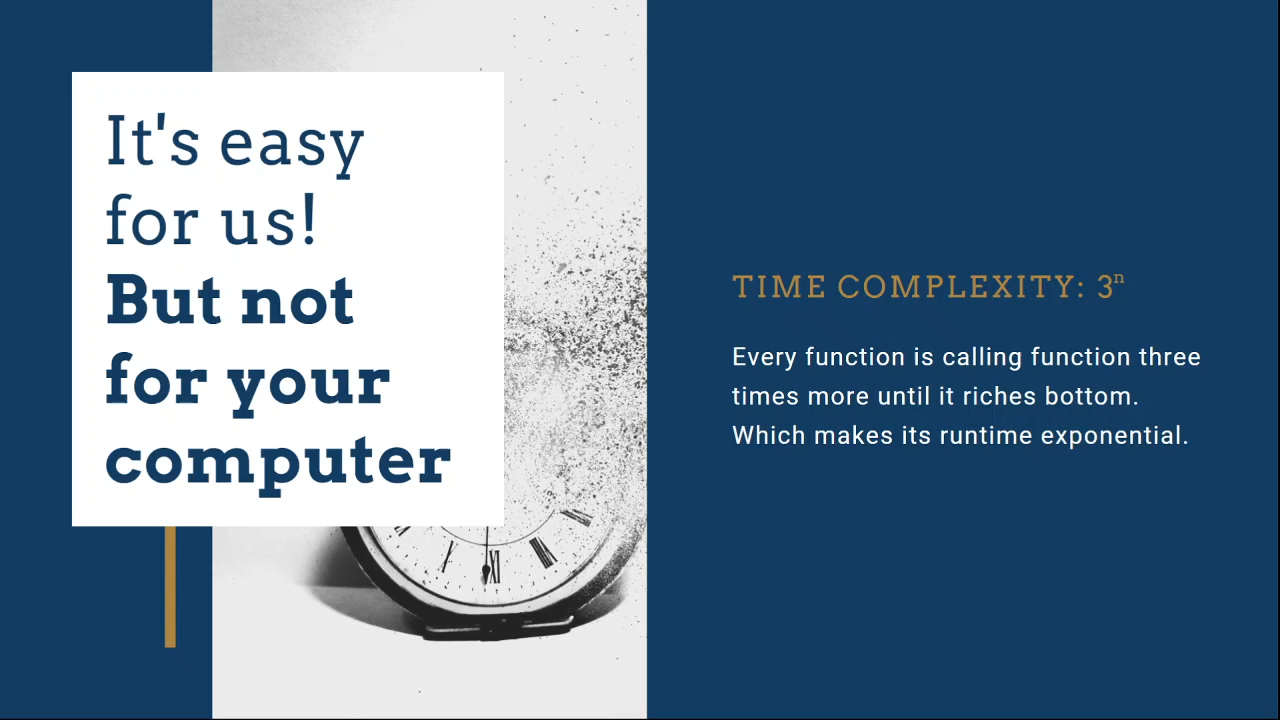 It's easy
for us!
But not
for your
computer
TIME COMPLEXITY: 3ⁿ
Every function is calling function three
times more until it riches bottom.
Which makes its runtime exponential.